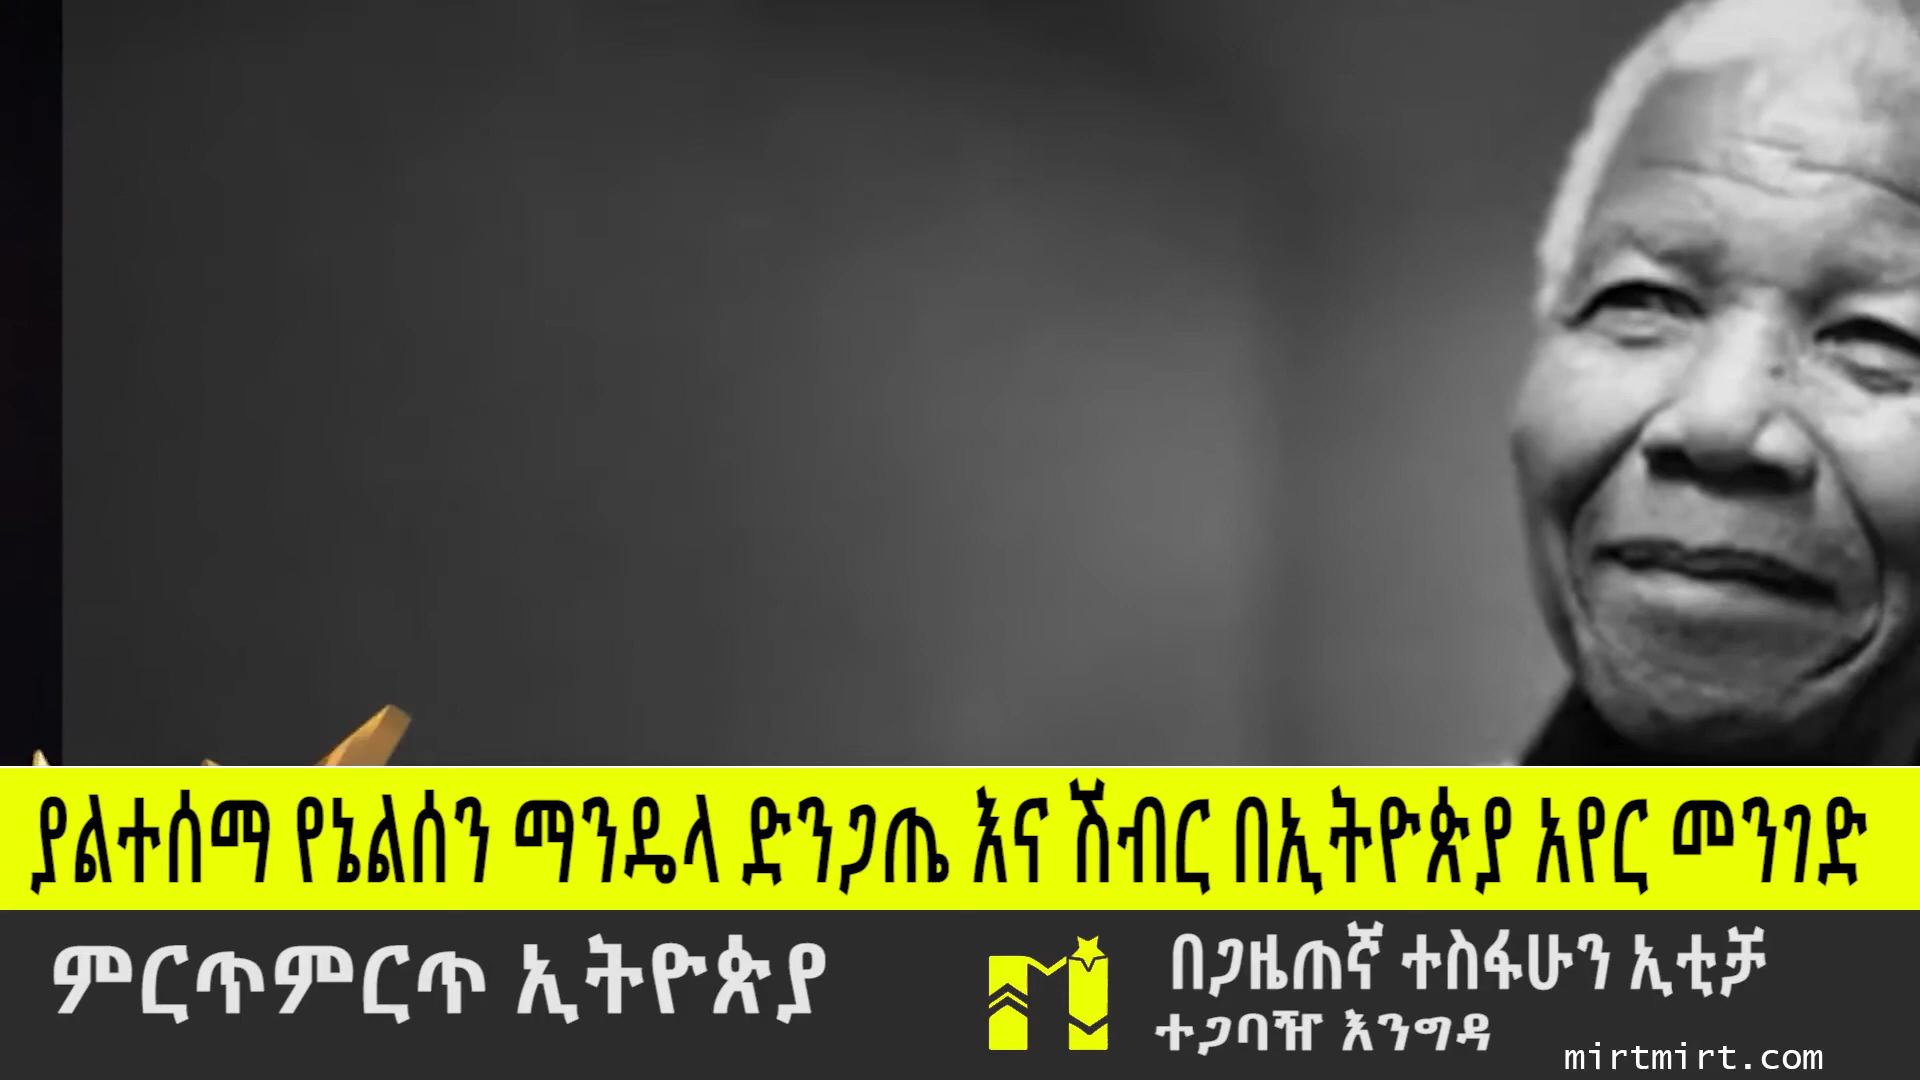 ያልተሰማ የኔልሰን ማንዴላ ድንጋጤ እና ሽብር በኢትዮጵያ አየር መንገድ
ምርጥምርጥ ኢትዮጵያ
በጋዜጠኛ ተስፋሁን ኢቲቻ
ተጋባዥ እንግዳ
mirtmirt.com